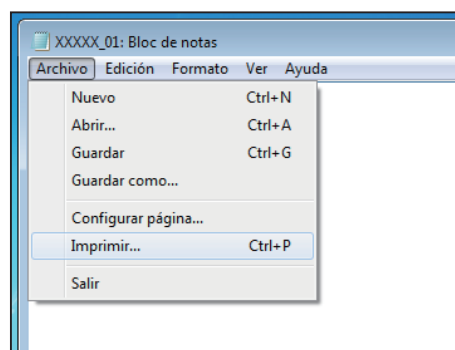 XXXXX_01: Bloc de notas
Archivo Edición Formato Ver Ayuda
Nuevo Ctrl+N
Abrir... Ctrl+A
Guardar Ctrl+G
Guardar como...
Configurar página...
Imprimir... Ctrl+P
Salir